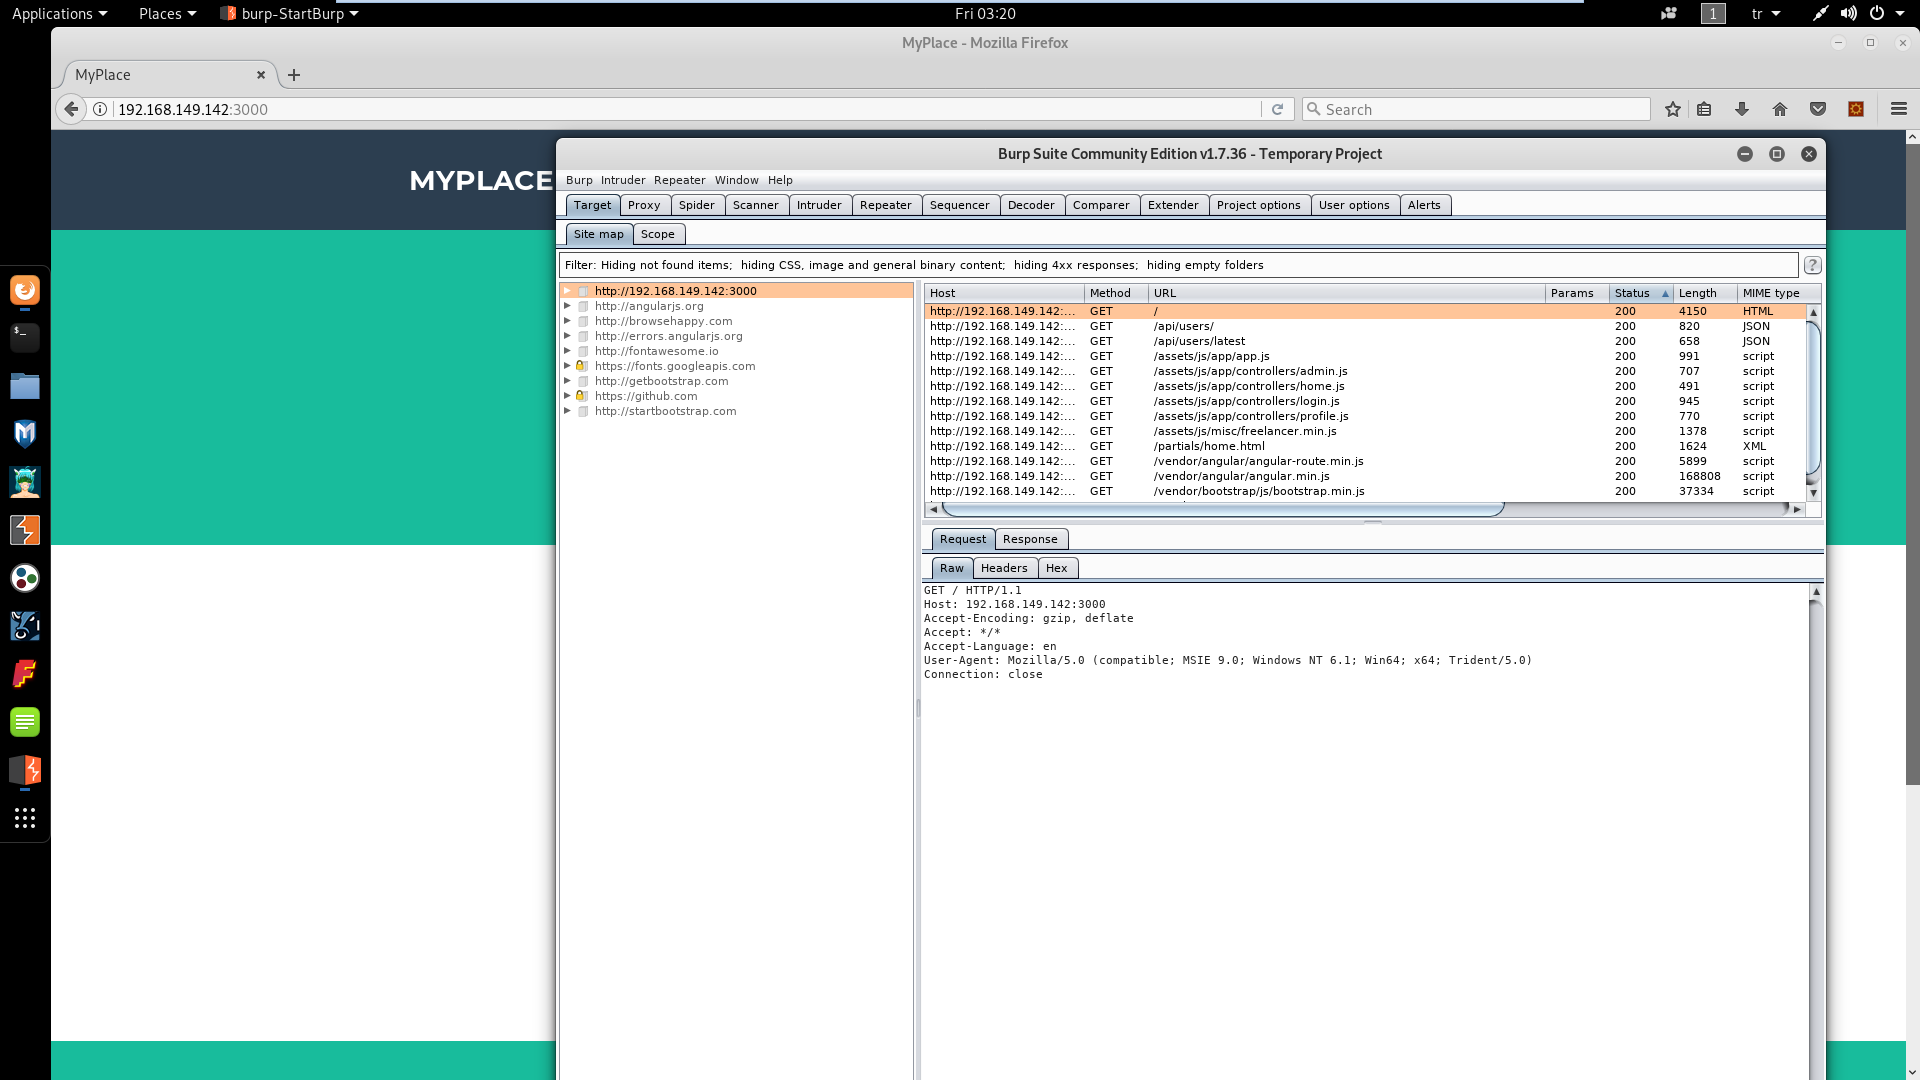 Applications Places burp-StartBurp Fri 03:20 1 tr
MyPlace - Mozilla Firefox
MyPlace
192.168.149.142:3000 Search
MYPLACE
Burp Suite Community Edition v1.7.36 - Temporary Project
Burp Intruder Repeater Window Help
Target Proxy Spider Scanner Intruder Repeater Sequencer Decoder Comparer Extender Project options User options Alerts
Site map Scope
Filter: Hiding not found items; hiding CSS, image and general binary content; hiding 4xx responses; hiding empty folders ?
http://192.168.149.142:3000
http://angularjs.org
http://browsehappy.com
http://errors.angularjs.org
http://fontawesome.io
https://fonts.googleapis.com
http://getbootstrap.com
https://github.com
http://startbootstrap.com
Host Method URL Params Status Length MIME type
http://192.168.149.142:... GET / 200 4150 HTML
http://192.168.149.142:... GET /api/users/ 200 820 JSON
http://192.168.149.142:... GET /api/users/latest 200 658 JSON
http://192.168.149.142:... GET /assets/js/app/app.js 200 991 script
http://192.168.149.142:... GET /assets/js/app/controllers/admin.js 200 707 script
http://192.168.149.142:... GET /assets/js/app/controllers/home.js 200 491 script
http://192.168.149.142:... GET /assets/js/app/controllers/login.js 200 945 script
http://192.168.149.142:... GET /assets/js/app/controllers/profile.js 200 770 script
http://192.168.149.142:... GET /assets/js/misc/freelancer.min.js 200 1378 script
http://192.168.149.142:... GET /partials/home.html 200 1624 XML
http://192.168.149.142:... GET /vendor/angular/angular-route.min.js 200 5899 script
http://192.168.149.142:... GET /vendor/angular/angular.min.js 200 168808 script
http://192.168.149.142:... GET /vendor/bootstrap/js/bootstrap.min.js 200 37334 script
Request Response
Raw Headers Hex
GET / HTTP/1.1
Host: 192.168.149.142:3000
Accept-Encoding: gzip, deflate
Accept: */*
Accept-Language: en
User-Agent: Mozilla/5.0 (compatible; MSIE 9.0; Windows NT 6.1; Win64; x64; Trident/5.0)
Connection: close